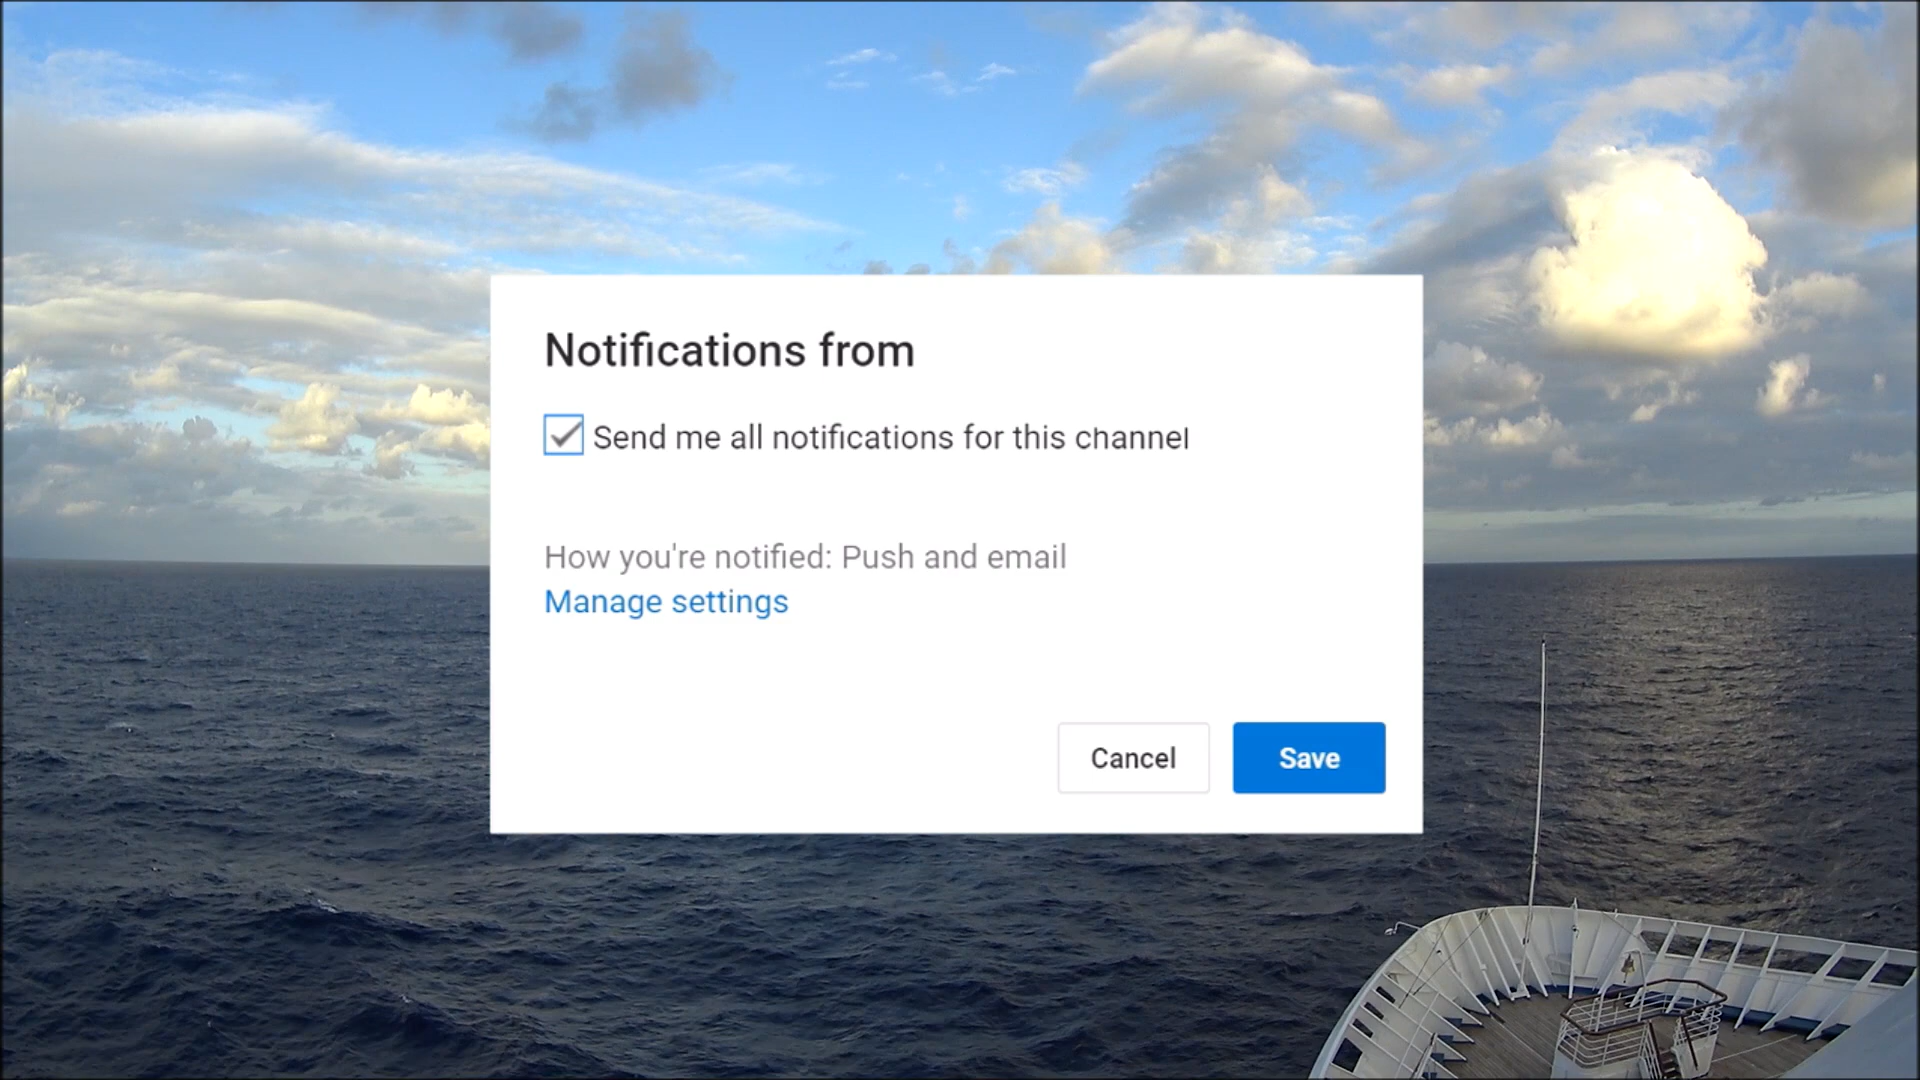 Notifications from
Send me all notifications for this channel
How you're notified: Push and email
Manage settings
Cancel
Save